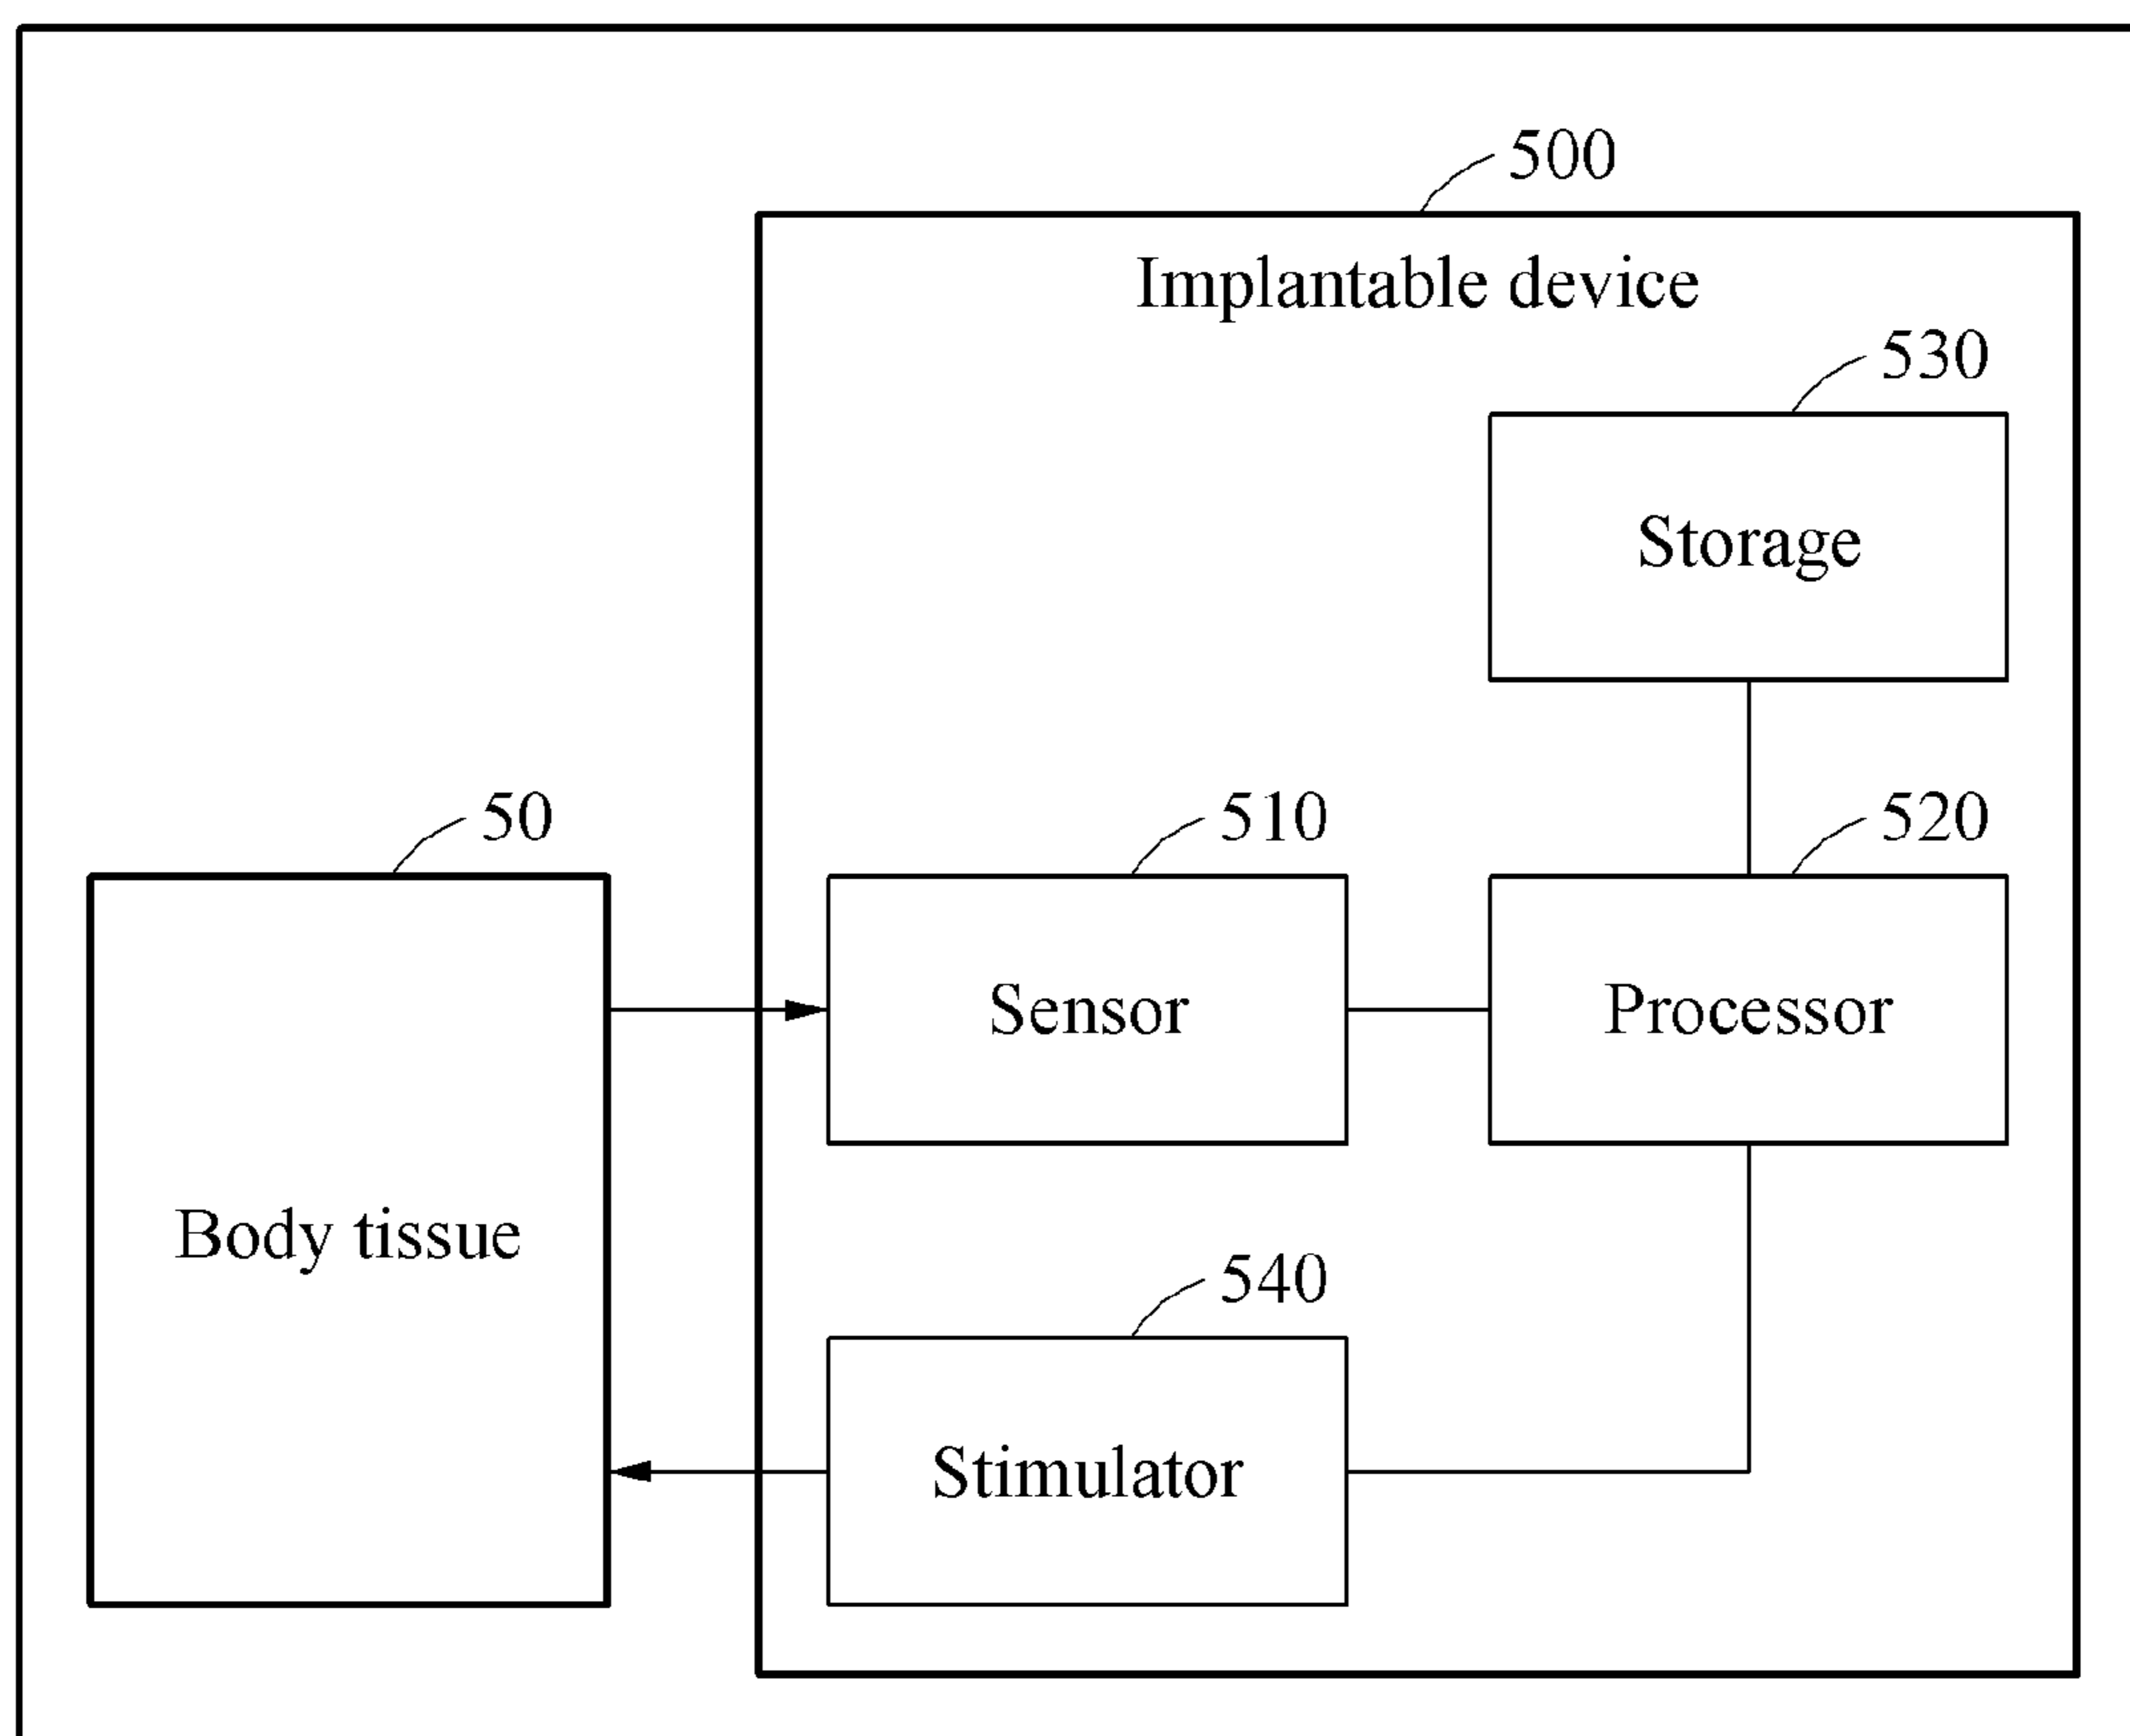 500
Implantable device
530
Storage
50
510
520
Sensor
Processor
Body tissue
540
Stimulator